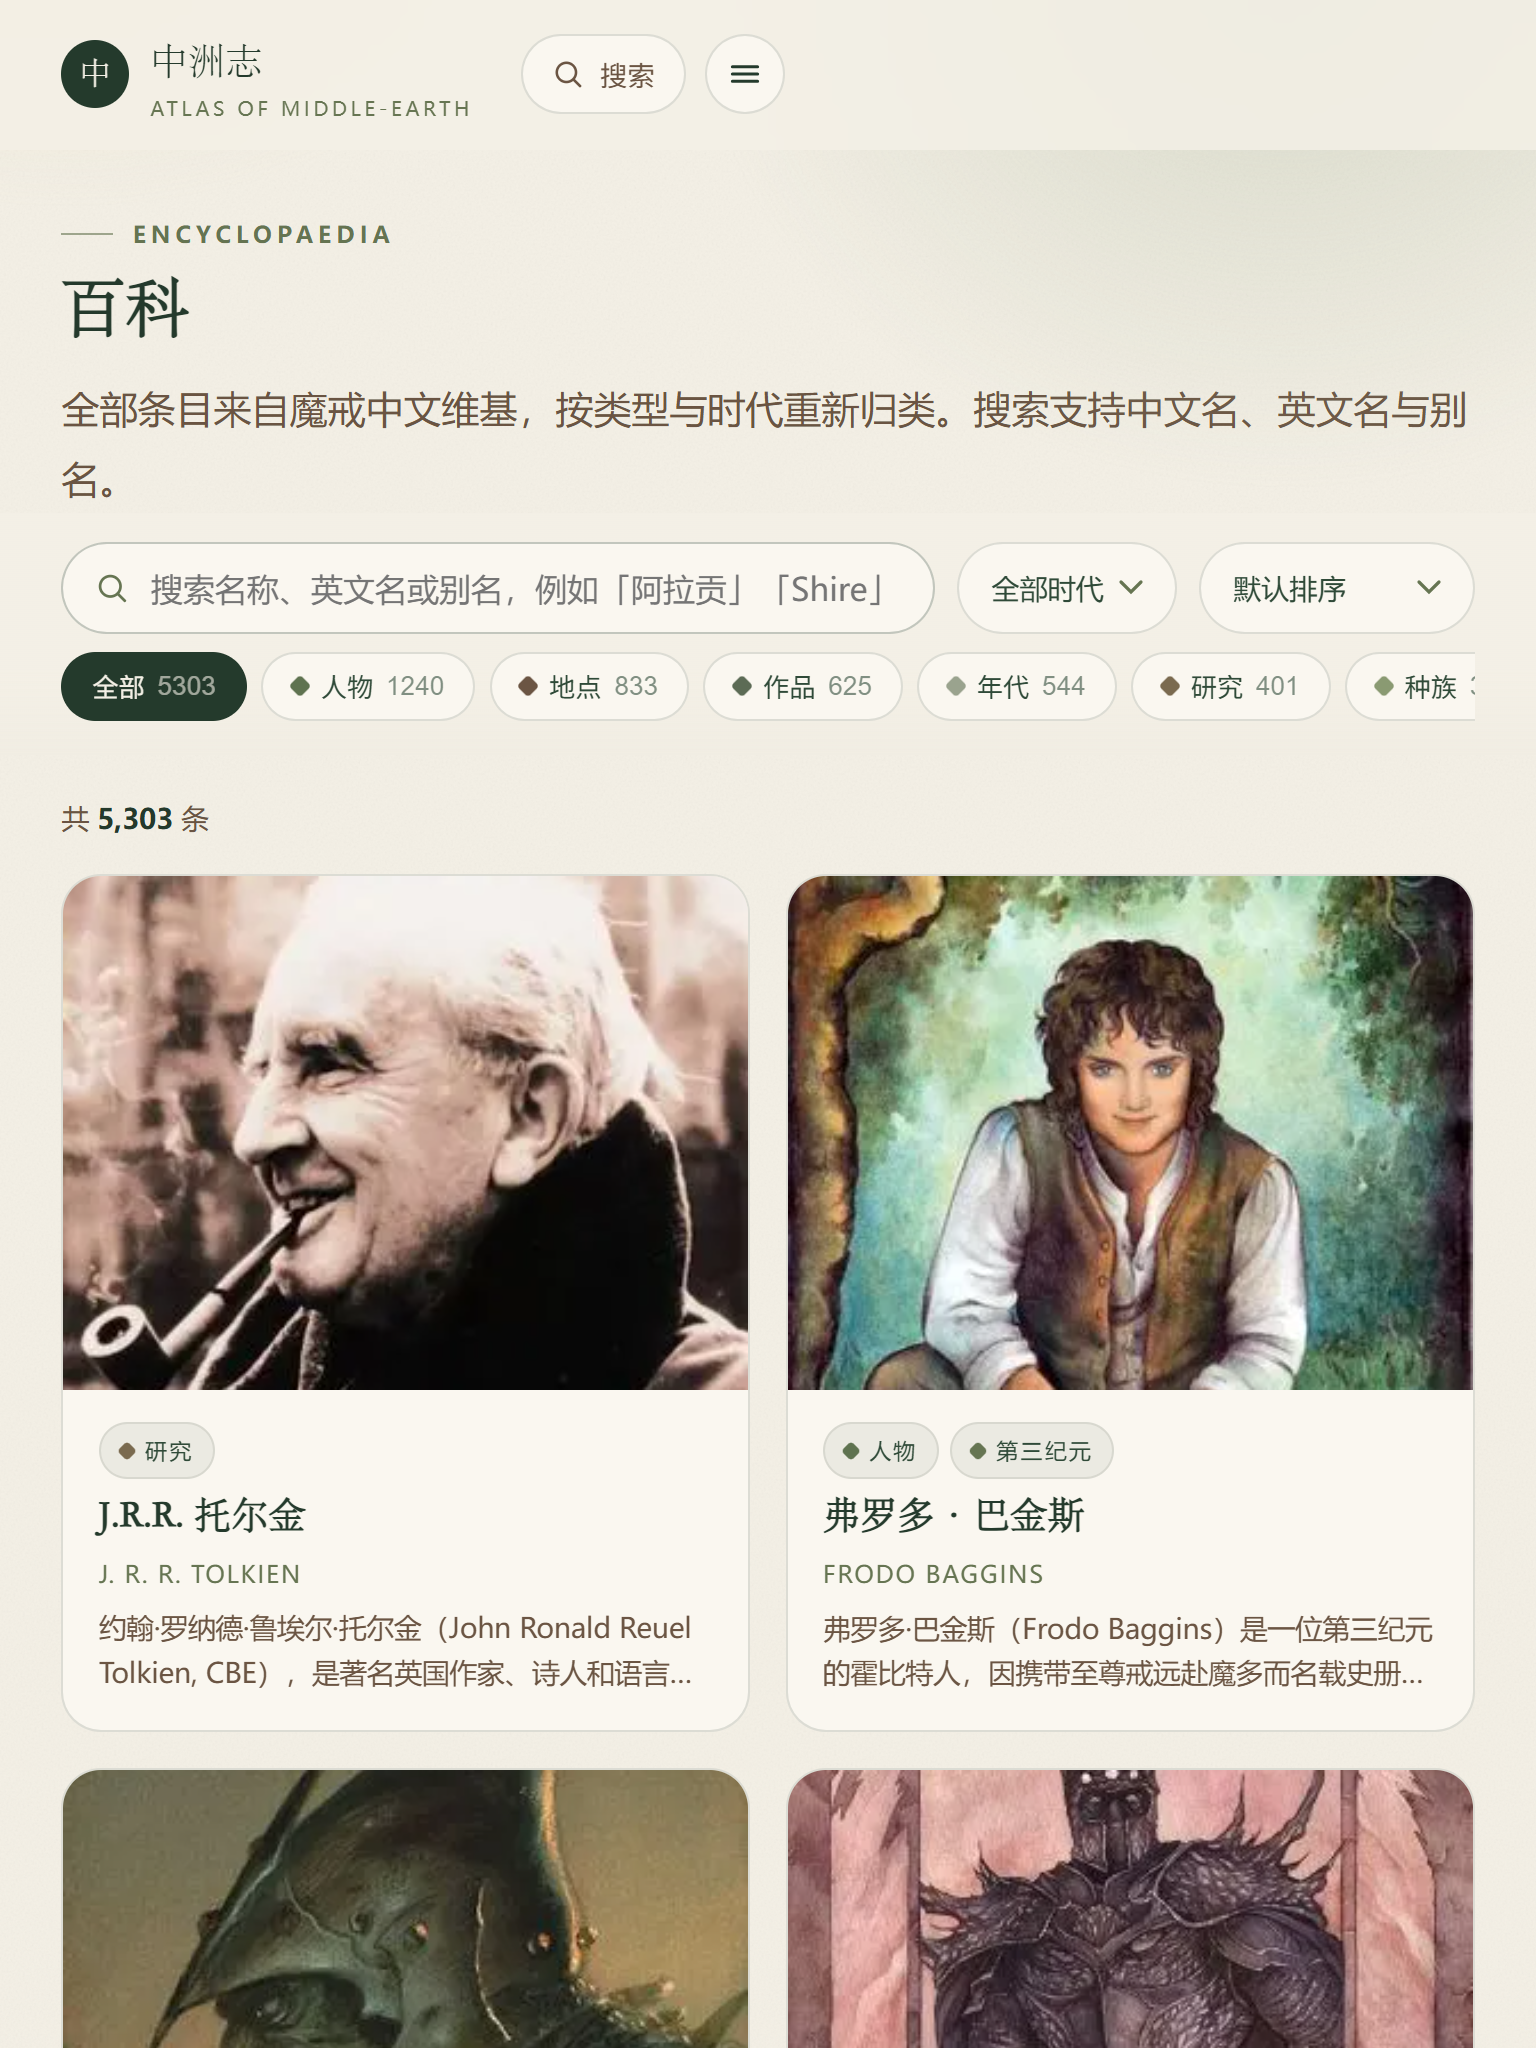 中
中洲志
ATLAS OF MIDDLE-EARTH
搜索
ENCYCLOPAEDIA
百科
全部条目来自魔戒中文维基，按类型与时代重新归类。搜索支持中文名、英文名与别
名。
搜索名称、英文名或别名，例如「阿拉贡」「Shire」
全部时代
默认排序
全部 5303
人物 1240
地点 833
作品 625
年代 544
研究 401
种族
共 5,303 条
研究
J.R.R. 托尔金
J. R. R. TOLKIEN
约翰·罗纳德·鲁埃尔·托尔金（John Ronald Reuel
Tolkien, CBE），是著名英国作家、诗人和语言...
人物
第三纪元
弗罗多 · 巴金斯
FRODO BAGGINS
弗罗多·巴金斯（Frodo Baggins）是一位第三纪元
的霍比特人，因携带至尊戒远赴魔多而名载史册...